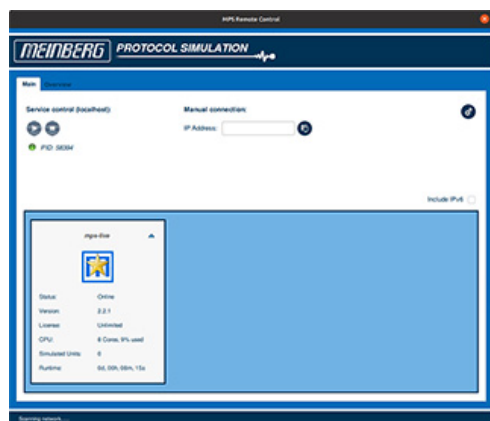 MPS Remote Control
MEINBERG PROTOCOL SIMULATION
Main Overview
Service control (localhost):
Manual connection:
IP Address:
PID: 58394
Include IPv6
mps-live
Status: Online
Version: 2.2.1
License: Unlimited
CPU: 8 Cores, 9% used
Simulated Units: 0
Runtime: 0d, 00h, 06m, 15s
Scanning network...